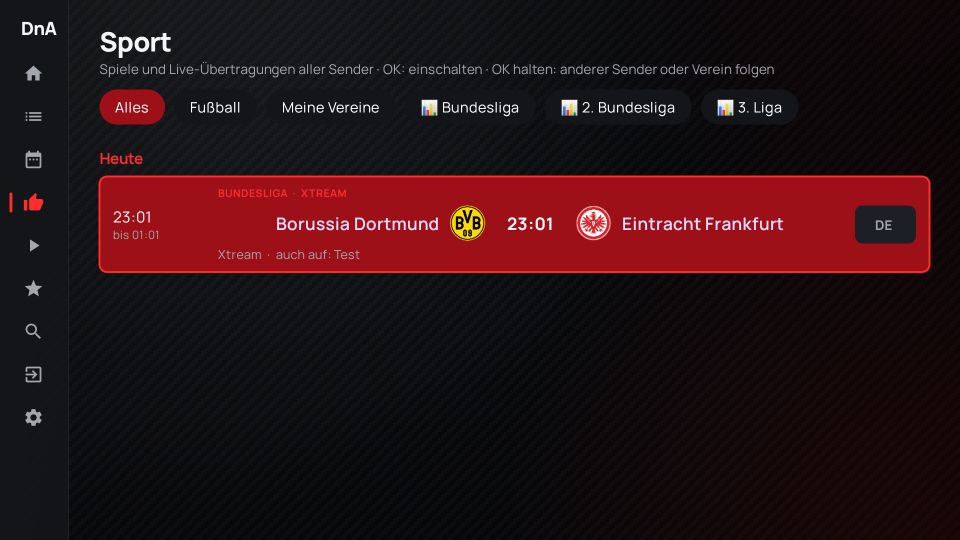 DnA
Sport
Spiele und Live-Übertragungen aller Sender · OK: einschalten · OK halten: anderer Sender oder Verein folgen
Alles Fußball Meine Vereine Bundesliga 2. Bundesliga 3. Liga
Heute
BUNDESLIGA · XTREAM
23:01
bis 01:01
Borussia Dortmund BVB 09 23:01 Eintracht Frankfurt
DE
Xtream · auch auf: Test